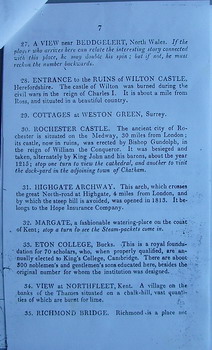 7
27. A VIEW near BEDDGELERT, North Wales. If the
player who arrives here can relate the interesting story connected
with this place, he may double his spin; but if not, he must
reckon the number backwards.
28. ENTRANCE to the RUINS of WILTON CASTLE,
Herefordshire. The castle of Wilton was burned during the
civil wars in the reign of Charles I. It is about a mile from
Ross, and situated in a beautiful country.
29. COTTAGES at WESTON GREEN, Surrey.
30. ROCHESTER CASTLE. The ancient city of Ro-
chester is situated on the Medway, 30 miles from London;
its castle, now in ruins, was erected by Bishop Gundolph, in
the reign of William the Conqueror. It was besieged and
taken, alternately by King John and his barons, about the year
1215; stop one turn to view the catkedral, and another to visit
the dock-yard in the adjoining town of Chatham.
31. HIGHGATE ARCHWAY. This arch, which crosses
the great North-road at Highgate, 4 miles from London, and
by which the steep hill is avoided, was opened in 1813. It be-
longs to the Hope Insurance Company.
32. MARGATE, a fashionable watering-place on the coast
of Kent; stop a turn to see the Steam-packets come in.
33. ETON COLLEGE, Bucks. This is a royal founda-
tion for 70 scholars, who, when properly qualified, are an-
nually elected to King's College, Cambridge. There are about
300 noblemen's and gentlemen's sons educated here, besides the
original number for whom the institution was designed.
34. VIEW at NORTHFLEET, Kent. A village on the
banks of the Thames situated on a chalk-hill, vast quanti-
ties of which are burnt for lime.
35. RICHMOND BRIDGE. Richmond is a place not